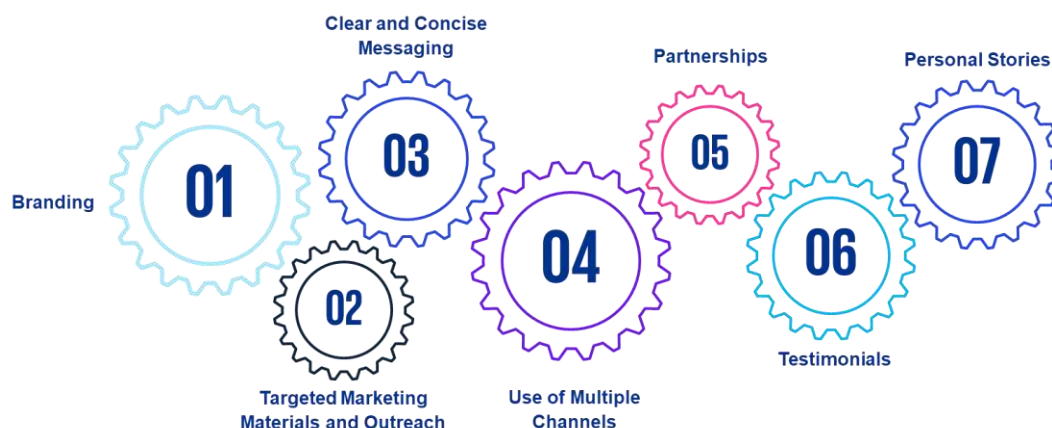 Branding
01
02
Targeted Marketing
Materials and Outreach
Clear and Concise
Messaging
03
04
Use of Multiple
Channels
Partnerships
05
06
Testimonials
Personal Stories
07